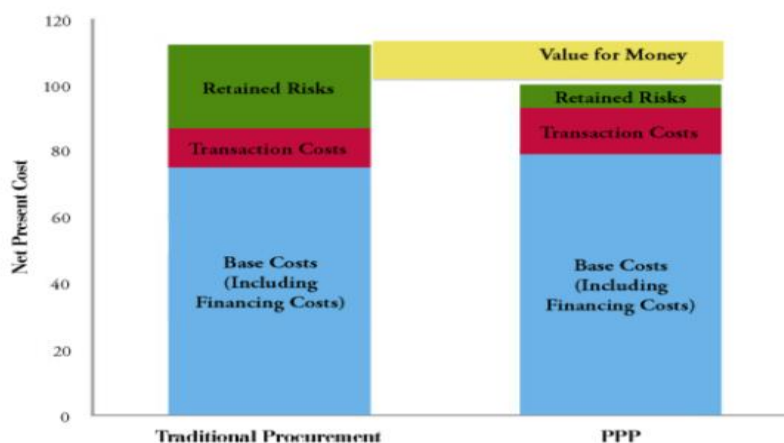 120
Value for Money
100
Retained Risks
Retained Risks
Transaction Costs
Transaction Costs
80
60
Net Present Cost
Base Costs
(Including
Financing Costs)
Base Costs
(Including
Financing Costs)
40
20
0
Traditional Procurement
PPP